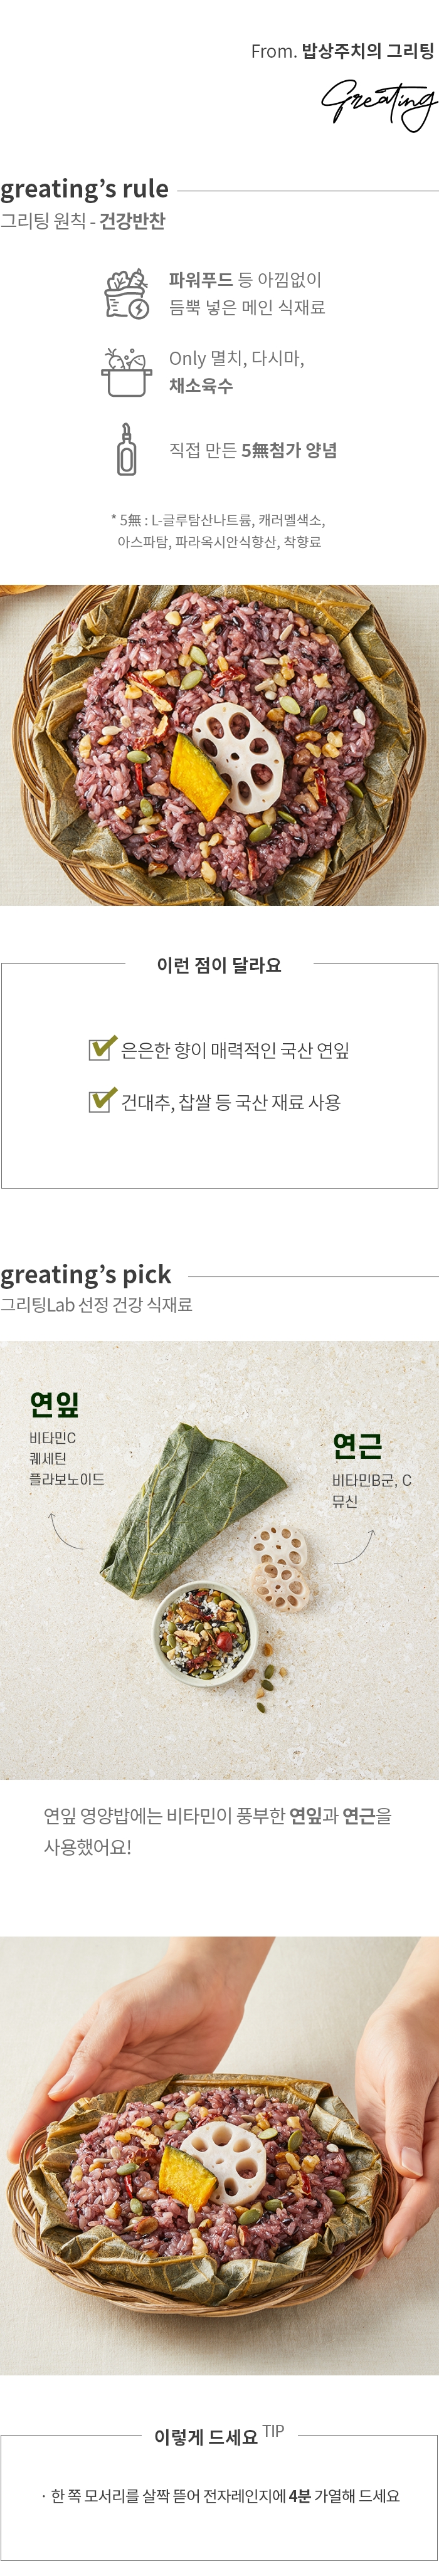 From. 밥상주치의 그리팅
Greating
greating’s rule
그리팅 원칙 - 건강반찬
파워푸드 등 아낌없이
듬뿍 넣은 메인 식재료
Only 멸치, 다시마,
채소육수
직접 만든 5無첨가 양념
* 5無 : L-글루탐산나트륨, 캐러멜색소,
아스파탐, 파라옥시안식향산, 착향료
이런 점이 달라요
은은한 향이 매력적인 국산 연잎
건대추, 찹쌀 등 국산 재료 사용
greating’s pick
그리팅Lab 선정 건강 식재료
연잎
비타민C
퀘세틴
플라보노이드
연근
비타민B군, C
뮤신
연잎 영양밥에는 비타민이 풍부한 연잎과 연근을
사용했어요!
이렇게 드세요 TIP
· 한 쪽 모서리를 살짝 뜯어 전자레인지에 4분 가열해 드세요